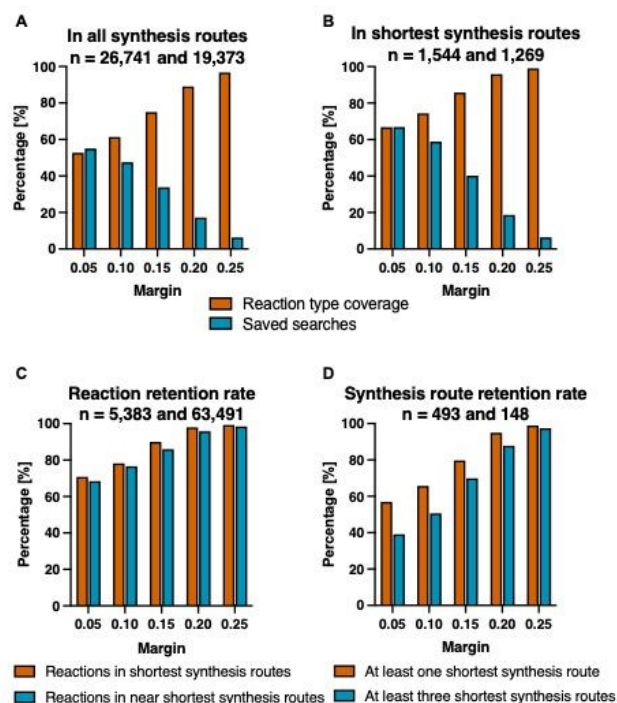 A
In all synthesis routes
n = 26,741 and 19,373
Percentage [%]
100
80
60
40
20
0
0.05 0.10 0.15 0.20 0.25
Margin
B
In shortest synthesis routes
n = 1,544 and 1,269
Percentage [%]
100
80
60
40
20
0
0.05 0.10 0.15 0.20 0.25
Margin
Reaction type coverage
Saved searches
C
Reaction retention rate
n = 5,383 and 63,491
Percentage [%]
100
80
60
40
20
0
0.05 0.10 0.15 0.20 0.25
Margin
Reactions in shortest synthesis routes
Reactions in near shortest synthesis routes
D
Synthesis route retention rate
n = 493 and 148
Percentage [%]
100
80
60
40
20
0
0.05 0.10 0.15 0.20 0.25
Margin
At least one shortest synthesis route
At least three shortest synthesis routes